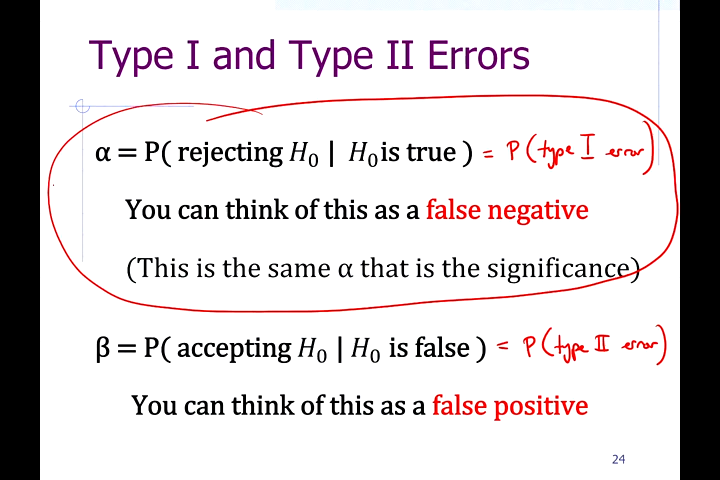 Type I and Type II Errors
α = P( rejecting H₀ | H₀ is true ) = P(type I error)
You can think of this as a false negative
(This is the same α that is the significance)
β = P( accepting H₀ | H₀ is false ) = P(type II error)
You can think of this as a false positive
24